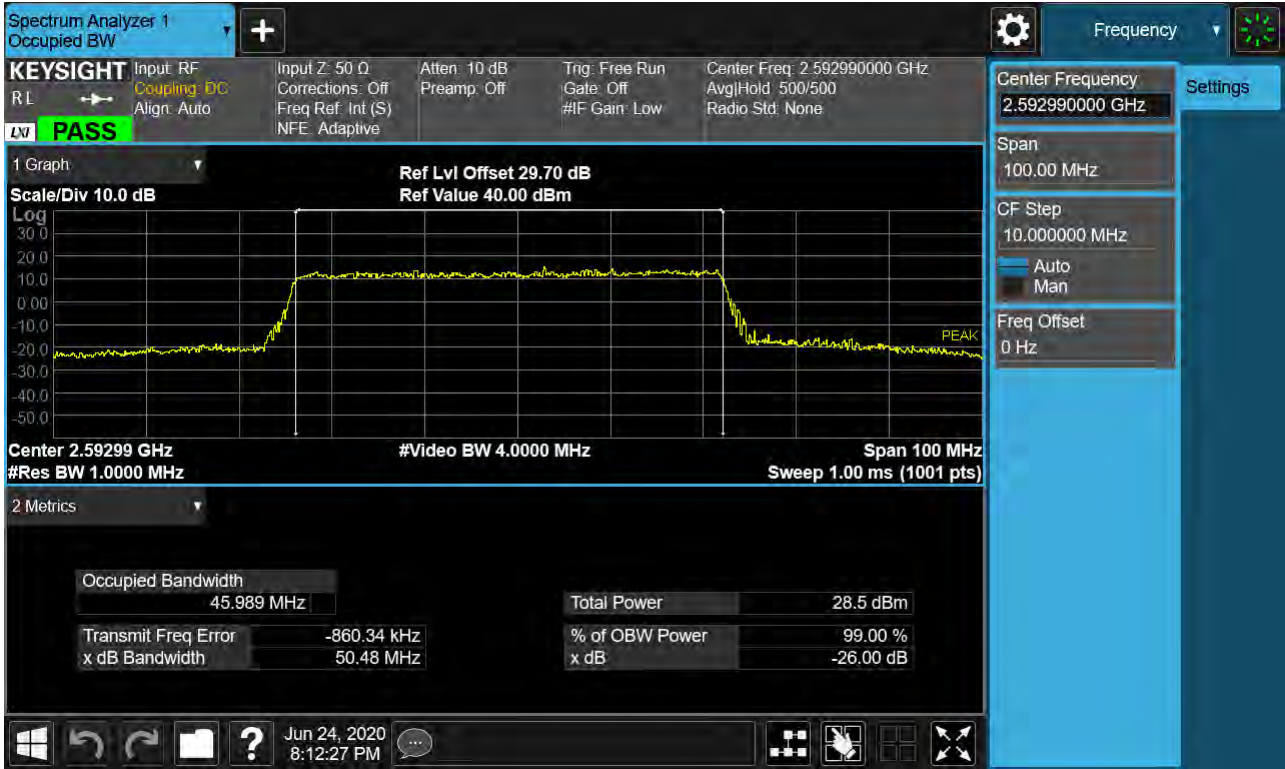 Spectrum Analyzer 1
Occupied BW
+
Frequency
KEYSIGHT
Input: RF
Input Z: 50 Ω
Atten: 10 dB
Trig: Free Run
Center Freq: 2.592990000 GHz
RL
Coupling: DC
Corrections: Off
Preamp: Off
Gate: Off
Avg|Hold: 500/500
Align: Auto
Freq Ref: Int (S)
#IF Gain: Low
Radio Std: None
LXI
PASS
NFE: Adaptive
Center Frequency
2.592990000 GHz
Settings
Span
100.00 MHz
CF Step
10.000000 MHz
Auto
Man
Freq Offset
0 Hz
1 Graph
Ref Lvl Offset 29.70 dB
Scale/Div 10.0 dB
Ref Value 40.00 dBm
Log
30.0
20.0
10.0
0.00
-10.0
-20.0
-30.0
-40.0
-50.0
PEAK
Center 2.59299 GHz
#Video BW 4.0000 MHz
Span 100 MHz
#Res BW 1.0000 MHz
Sweep 1.00 ms (1001 pts)
2 Metrics
Occupied Bandwidth
45.989 MHz
Total Power
28.5 dBm
Transmit Freq Error
-860.34 kHz
% of OBW Power
99.00 %
x dB Bandwidth
50.48 MHz
x dB
-26.00 dB
?
Jun 24, 2020
8:12:27 PM